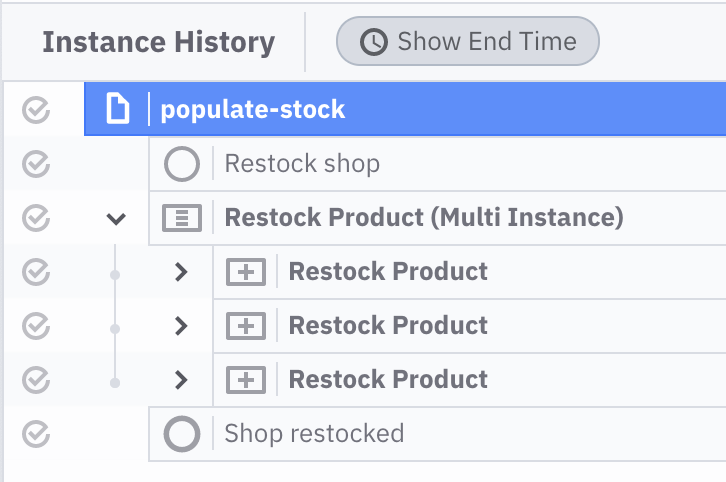 Instance History
Show End Time
populate-stock
Restock shop
Restock Product (Multi Instance)
Restock Product
Restock Product
Restock Product
Shop restocked